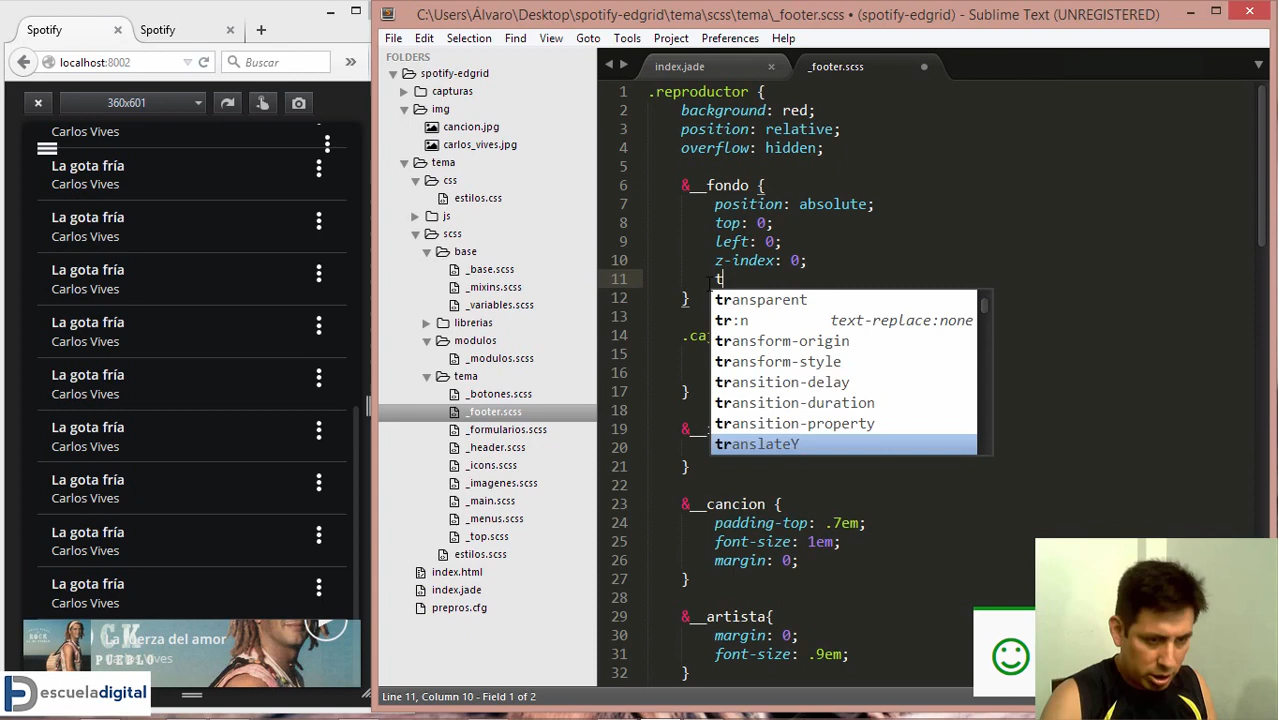 C:\Users\Álvaro\Desktop\spotify-edgrid\tema\scss\tema\_footer.scss • (spotify-edgrid) - Sublime Text (UNREGISTERED)
Spotify
Spotify
File Edit Selection Find View Goto Tools Project Preferences Help
localhost:8002
Buscar
360x601
Carlos Vives
La gota fría
Carlos Vives
La gota fría
Carlos Vives
La gota fría
Carlos Vives
La gota fría
Carlos Vives
La gota fría
Carlos Vives
La gota fría
Carlos Vives
La gota fría
Carlos Vives
La gota fría
Carlos Vives
La gota fría
Carlos Vives
La fuerza del amor
Carlos Vives
PUEDO
escueladigital
FOLDERS
spotify-edgrid
capturas
img
cancion.jpg
carlos_vives.jpg
tema
css
estilos.css
js
scss
base
_base.scss
_mixins.scss
_variables.scss
librerias
modulos
_modulos.scss
tema
_botones.scss
_footer.scss
_formularios.scss
_header.scss
_icons.scss
_imagenes.scss
_main.scss
_menus.scss
_top.scss
estilos.scss
index.html
index.jade
prepros.cfg
index.jade
_footer.scss
1 .reproductor {
2 background: red;
3 position: relative;
4 overflow: hidden;
5
6 &__fondo {
7 position: absolute;
8 top: 0;
9 left: 0;
10 z-index: 0;
11 t
12 }
13
14 .ca
15
16
17 }
18
19 &__
20
21 }
22
23 &__cancion {
24 padding-top: .7em;
25 font-size: 1em;
26 margin: 0;
27 }
28
29 &__artista{
30 margin: 0;
31 font-size: .9em;
32 }
transparent
tr:n text-replace:none
transform-origin
transform-style
transition-delay
transition-duration
transition-property
translateY
Line 11, Column 10 - Field 1 of 2